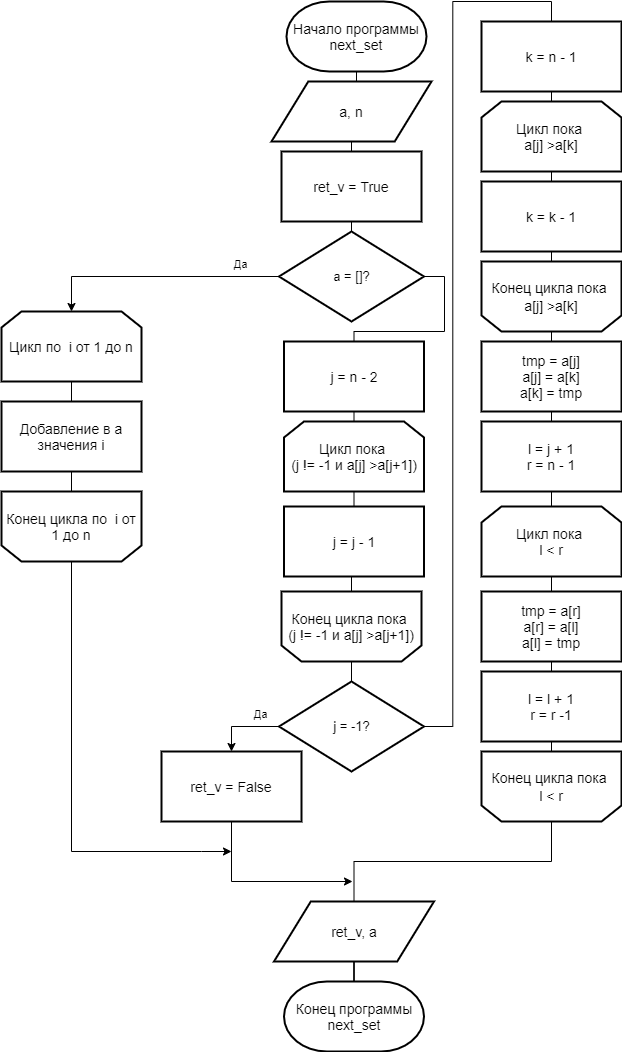 Начало программы
next_set
a, n
ret_v = True
a = []?
Да
Цикл по i от 1 до n
Добавление в a
значения i
Конец цикла по i от
1 до n
j = n - 2
Цикл пока
(j != -1 и a[j] >a[j+1])
j = j - 1
Конец цикла пока
(j != -1 и a[j] >a[j+1])
j = -1?
Да
ret_v = False
k = n - 1
Цикл пока
a[j] >a[k]
k = k - 1
Конец цикла пока
a[j] >a[k]
tmp = a[j]
a[j] = a[k]
a[k] = tmp
l = j + 1
r = n - 1
Цикл пока
l < r
tmp = a[r]
a[r] = a[l]
a[l] = tmp
l = l + 1
r = r -1
Конец цикла пока
l < r
ret_v, a
Конец программы
next_set